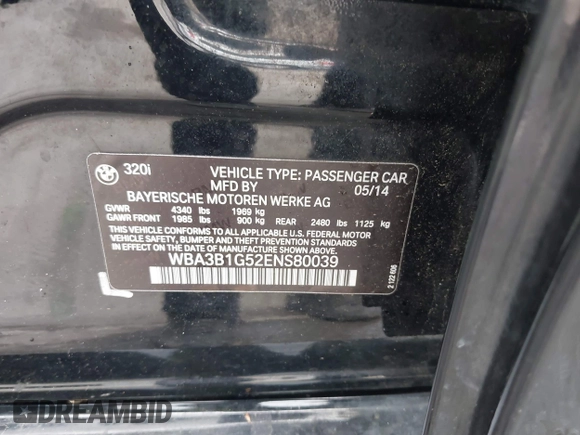 320i
VEHICLE TYPE: PASSENGER CAR
MFD BY 05/14
BAYERISCHE MOTOREN WERKE AG
GVWR 4340 lbs 1969 kg
GAWR FRONT 1985 lbs 900 kg REAR 2480 lbs 1125 kg
THIS VEHICLE CONFORMS TO ALL APPLICABLE
U.S. FEDERAL MOTOR
VEHICLE SAFETY, BUMPER, AND THEFT PREVENTION
STANDARDS IN EFFECT ON THE DATE OF
MANUFACTURE SHOWN ABOVE.
WBA3B1G52ENS80039
DREAMBID